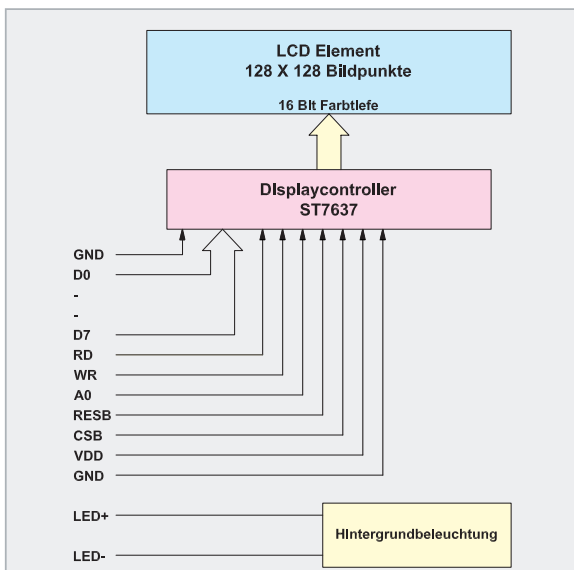 LCD Element
128 X 128 Bildpunkte
16 BIt Farbtlefe
DIsplaycontroller
ST7637
GND
D0
-
-
D7
RD
WR
A0
RESB
CSB
VDD
GND
LED+
LED-
HIntergrundbeleuchtung